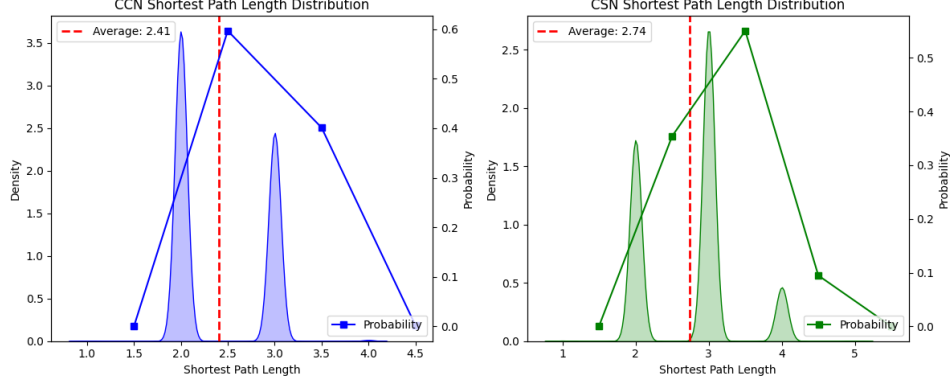 CCN Shortest Path Length Distribution
Average: 2.41
3.5
3.0
2.5
2.0
1.5
1.0
0.5
0.0
Density
0.6
0.5
0.4
0.3
0.2
0.1
0.0
Probability
Probability
1.0 1.5 2.0 2.5 3.0 3.5 4.0 4.5
Shortest Path Length
CSN Shortest Path Length Distribution
Average: 2.74
2.5
2.0
1.5
1.0
0.5
0.0
Density
0.5
0.4
0.3
0.2
0.1
0.0
Probability
Probability
1 2 3 4 5
Shortest Path Length